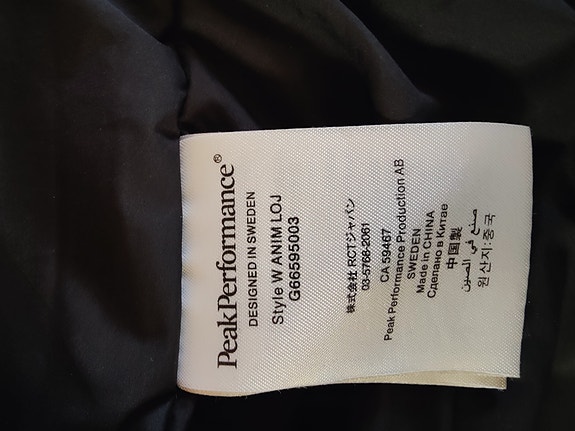 PeakPerformance®
DESIGNED IN SWEDEN
Style W ANIM LOJ
G66595003
株式会社 RCTジャパン
03-5768-2061
CA 59467
Peak Performance Production AB
SWEDEN
Made in CHINA
Сделано в Китае
中国製
صنع في الصين
원 산지:중국